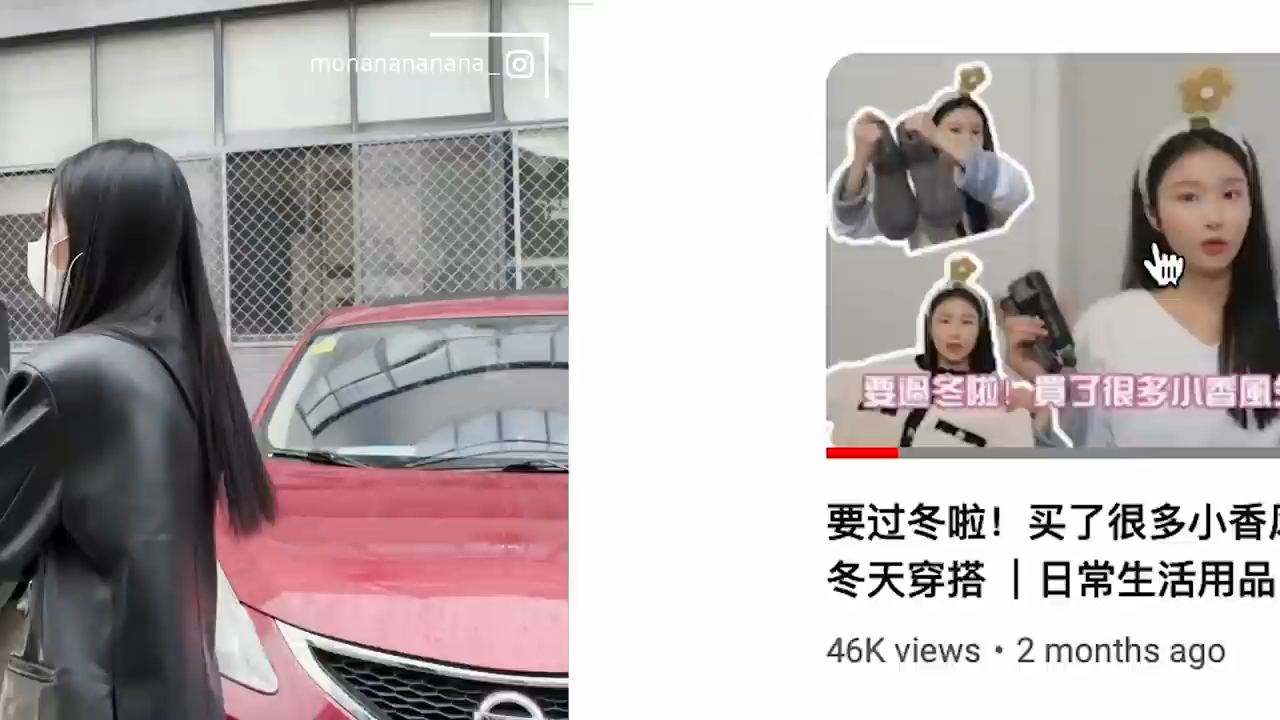 monanananana_
要過冬啦！買了很多小香風
要过冬啦！买了很多小香
冬天穿搭 ｜日常生活用品
46K views • 2 months ago